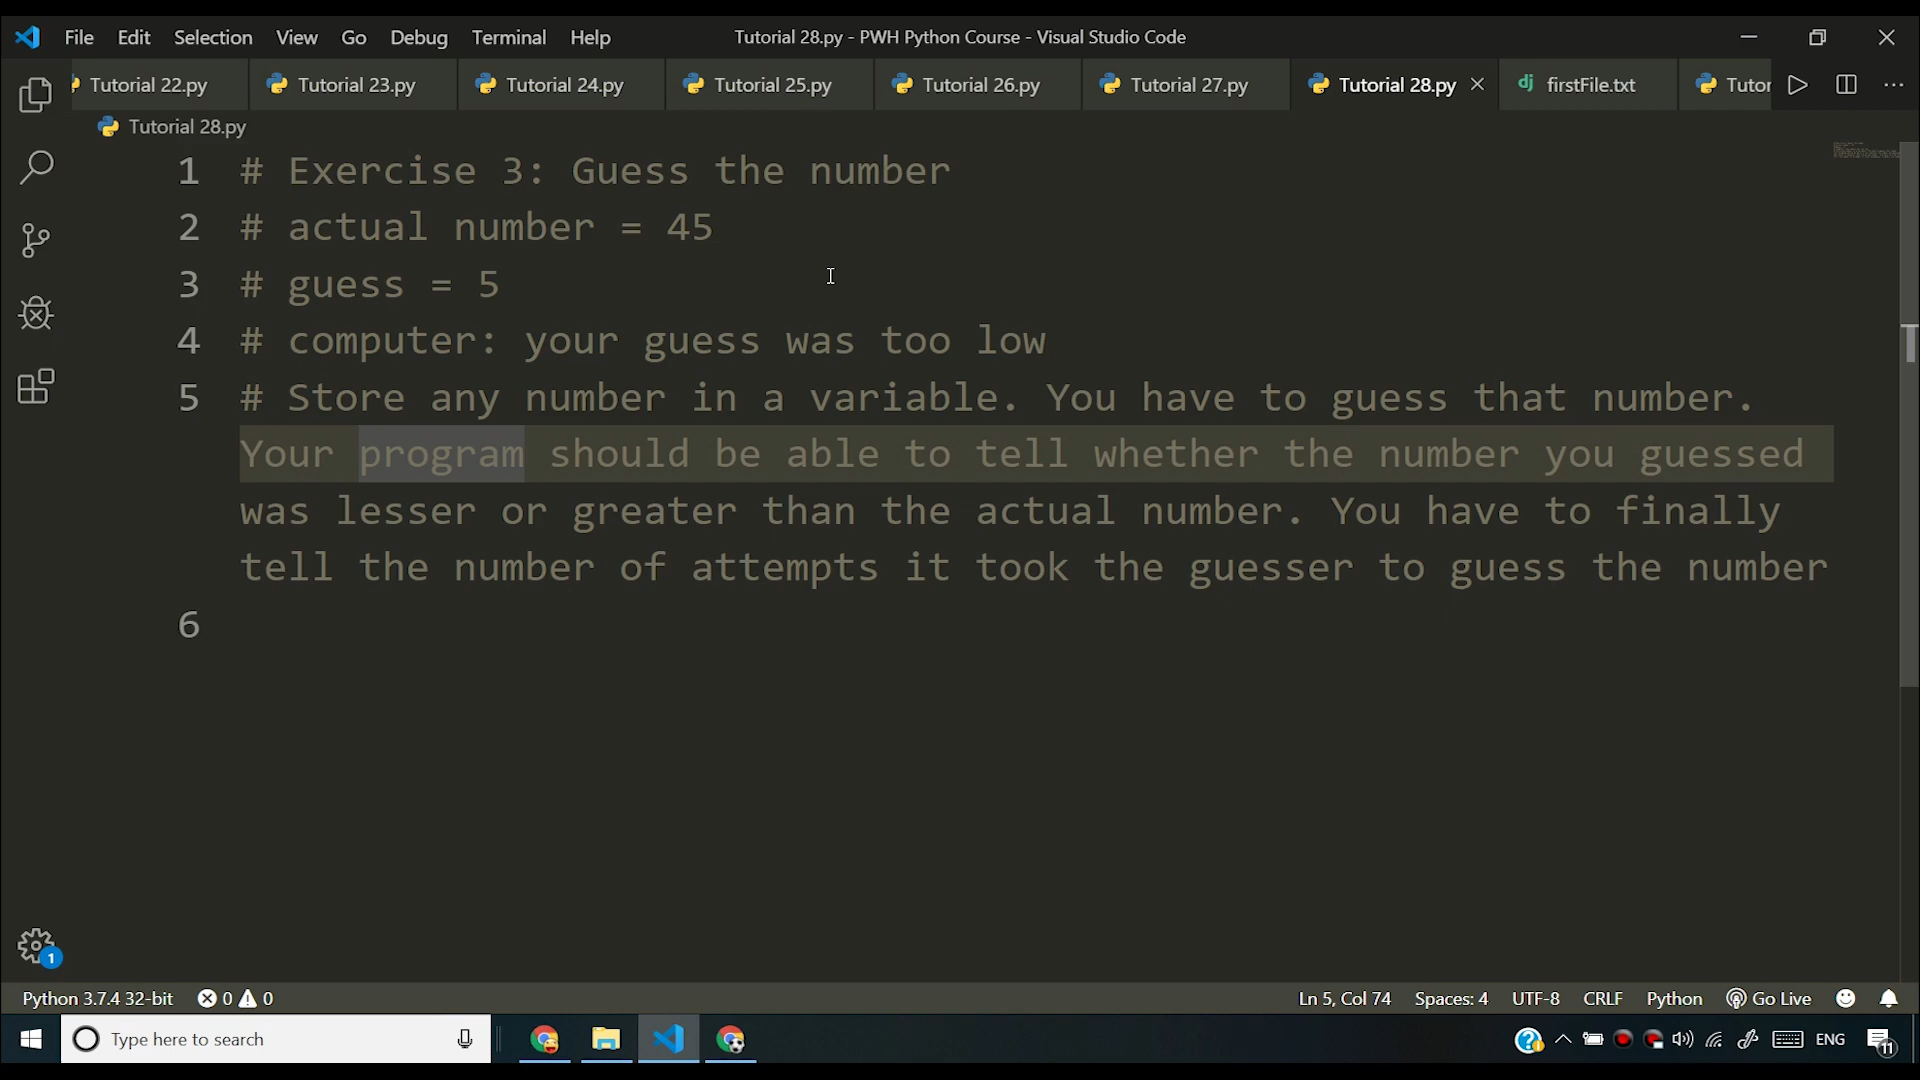 File Edit Selection View Go Debug Terminal Help Tutorial 28.py - PWH Python Course - Visual Studio Code
Tutorial 22.py Tutorial 23.py Tutorial 24.py Tutorial 25.py Tutorial 26.py Tutorial 27.py Tutorial 28.py dj firstFile.txt Tutor
Tutorial 28.py
1 # Exercise 3: Guess the number
2 # actual number = 45
3 # guess = 5
4 # computer: your guess was too low
5 # Store any number in a variable. You have to guess that number.
Your program should be able to tell whether the number you guessed
was lesser or greater than the actual number. You have to finally
tell the number of attempts it took the guesser to guess the number
6
1
Python 3.7.4 32-bit 0 0 Ln 5, Col 74 Spaces: 4 UTF-8 CRLF Python Go Live
Type here to search ENG 11